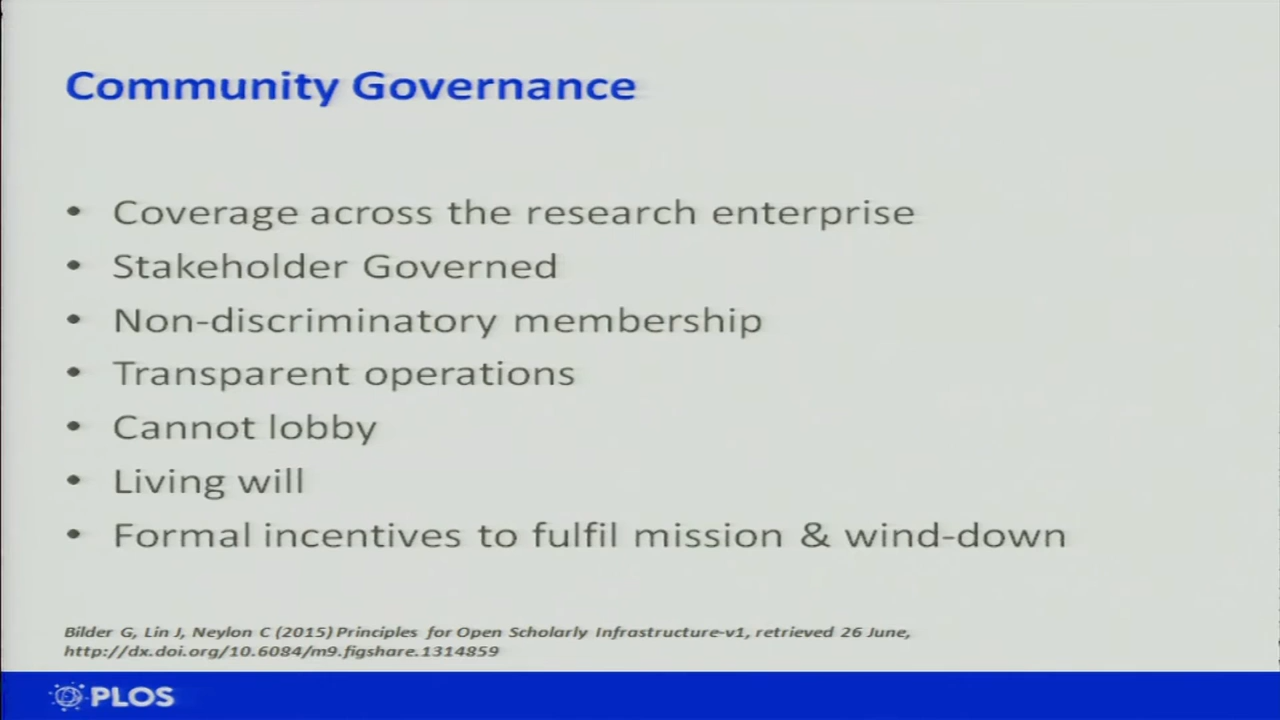 Community Governance
• Coverage across the research enterprise
• Stakeholder Governed
• Non-discriminatory membership
• Transparent operations
• Cannot lobby
• Living will
• Formal incentives to fulfil mission & wind-down
Bilder G, Lin J, Neylon C (2015) Principles for Open Scholarly Infrastructure-v1, retrieved 26 June,
http://dx.doi.org/10.6084/m9.figshare.1314859
PLOS